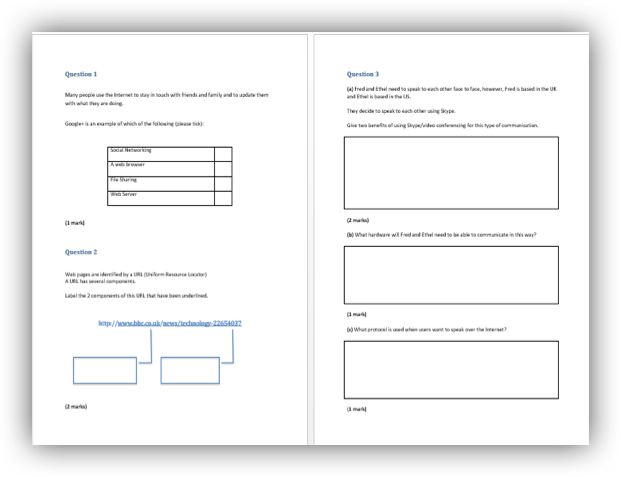 Question 1
Many people use the Internet to stay in touch with friends and family and to update them
with what they are doing.
Google+ is an example of which of the following (please tick):
Social Networking
A web browser
File Sharing
Web Server
(1 mark)
Question 2
Web pages are identified by a URL (Uniform Resource Locator)
A URL has several components.
Label the 2 components of this URL that have been underlined.
http://www.bbc.co.uk/news/technology-22654037
(2 marks)
Question 3
(a) Fred and Ethel need to speak to each other face to face, however, Fred is based in the UK
and Ethel is based in the US.
They decide to speak to each other using Skype.
Give two benefits of using Skype/video conferencing for this type of communication.
(2 marks)
(b) What hardware will Fred and Ethel need to be able to communicate in this way?
(1 mark)
(c) What protocol is used when users want to speak over the Internet?
(1 mark)